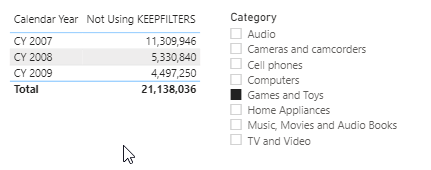 Calendar Year Not Using KEEPFILTERS
CY 2007 11,309,946
CY 2008 5,330,840
CY 2009 4,497,250
Total 21,138,036
Category
Audio
Cameras and camcorders
Cell phones
Computers
Games and Toys
Home Appliances
Music, Movies and Audio Books
TV and Video